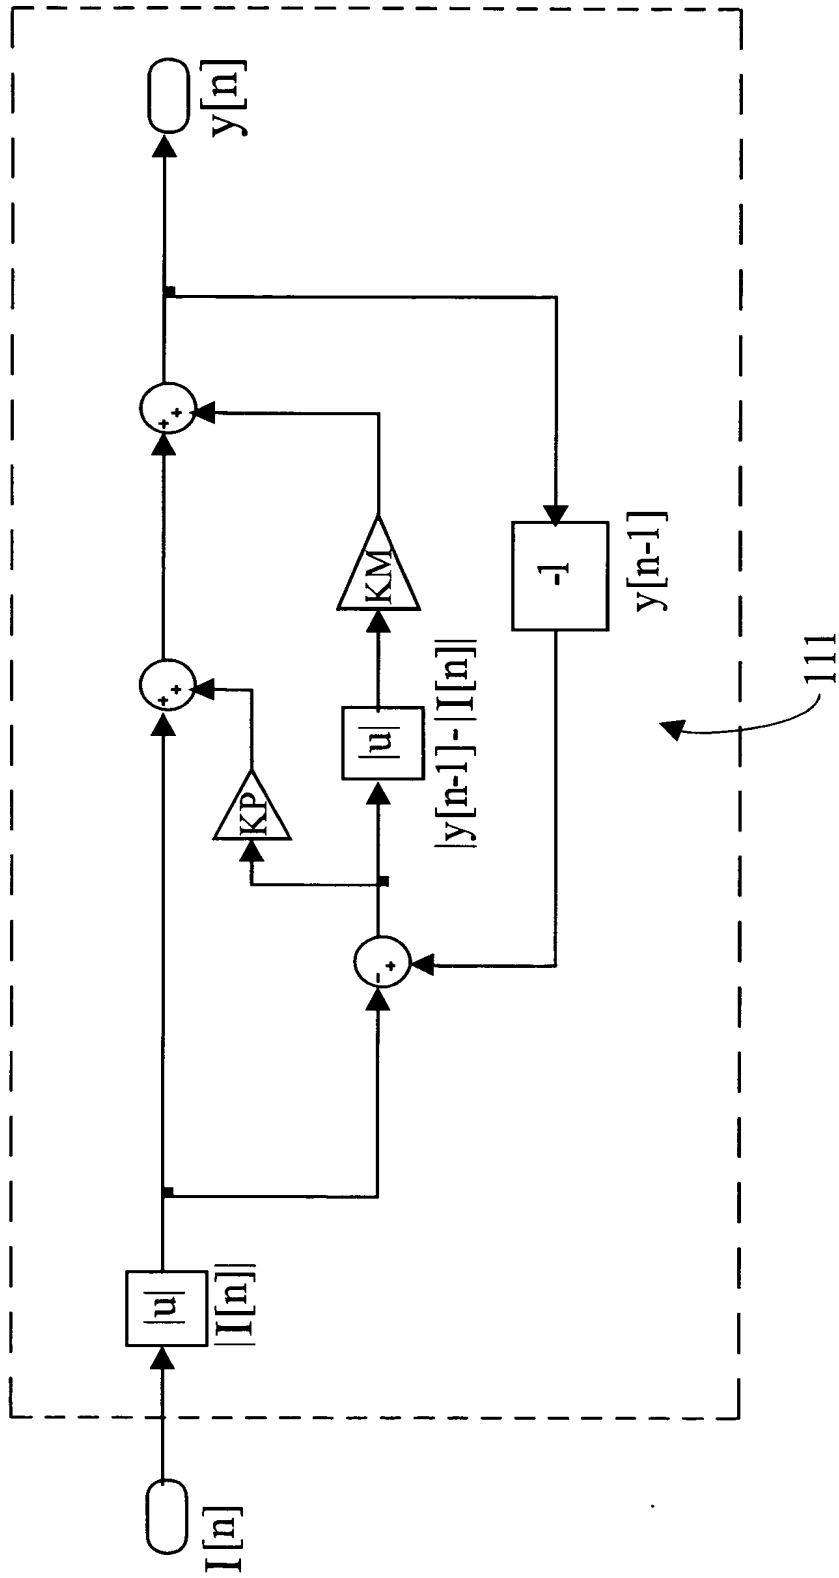 I[n]
|u|
|I[n]|
+
+
+
+
y[n]
KP
-
+
|u|
|y[n-1]-|I[n]|
KM
-1
y[n-1]
111